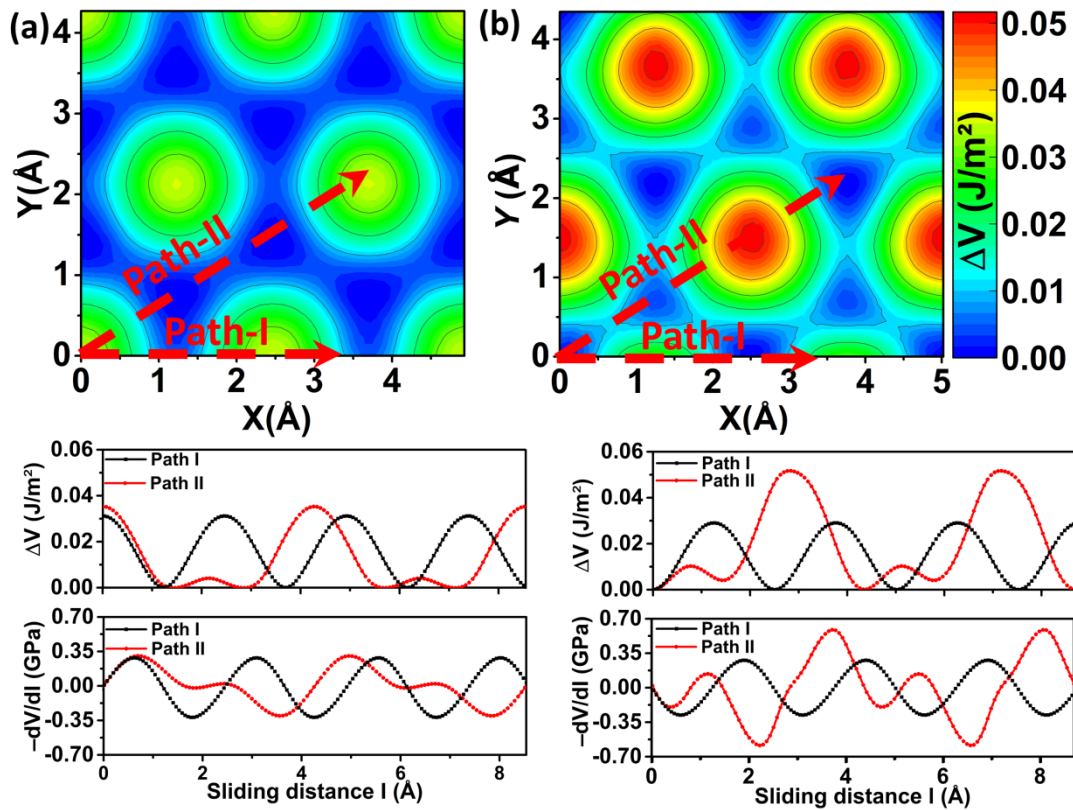 (a)
4
3
2
1
0
Y(Å)
Path-II
Path-I
0 1 2 3 4
X(Å)
(b)
4
3
2
1
0
Y(Å)
Path-II
Path-I
0 1 2 3 4 5
X(Å)
0.05
0.04
0.03
0.02
0.01
0.00
ΔV (J/m²)
0.06
0.04
0.02
0.00
ΔV (J/m²)
Path I
Path II
0.70
0.35
0.00
-0.35
-0.70
−dV/dl (GPa)
Path I
Path II
0 2 4 6 8
Sliding distance l (Å)
0.06
0.04
0.02
0.00
ΔV (J/m²)
Path I
Path II
0.70
0.35
0.00
-0.35
-0.70
−dV/dl (GPa)
Path I
Path II
0 2 4 6 8
Sliding distance l (Å)